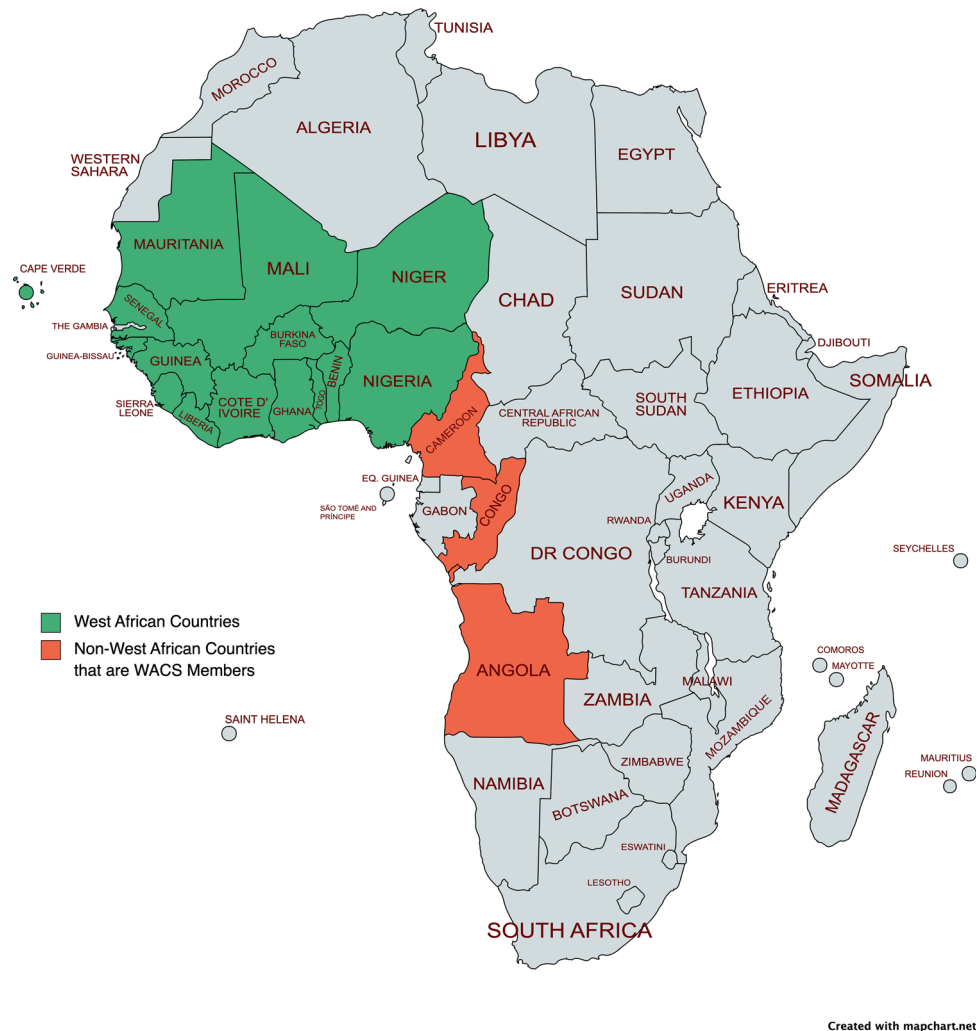 TUNISIA
MOROCCO
ALGERIA
LIBYA
EGYPT
WESTERN
SAHARA
MAURITANIA
MALI
NIGER
CHAD
SUDAN
ERITREA
CAPE VERDE
SENEGAL
THE GAMBIA
GUINEA-BISSAU
GUINEA
BURKINA
FASO
BENIN
NIGERIA
DJIBOUTI
SOMALIA
ETHIOPIA
SOUTH
SUDAN
CENTRAL AFRICAN
REPUBLIC
SIERRA
LEONE
LIBERIA
COTE D'
IVOIRE
GHANA
TOGO
CAMEROON
EQ. GUINEA
SÃO TOMÉ AND
PRÍNCIPE
GABON
CONGO
UGANDA
KENYA
RWANDA
DR CONGO
BURUNDI
SEYCHELLES
TANZANIA
West African Countries
Non-West African Countries
that are WACS Members
ANGOLA
ZAMBIA
MALAWI
COMOROS
MAYOTTE
MOZAMBIQUE
SAINT HELENA
MADAGASCAR
ZIMBABWE
MAURITIUS
REUNION
NAMIBIA
BOTSWANA
ESWATINI
LESOTHO
SOUTH AFRICA
Created with mapchart.net